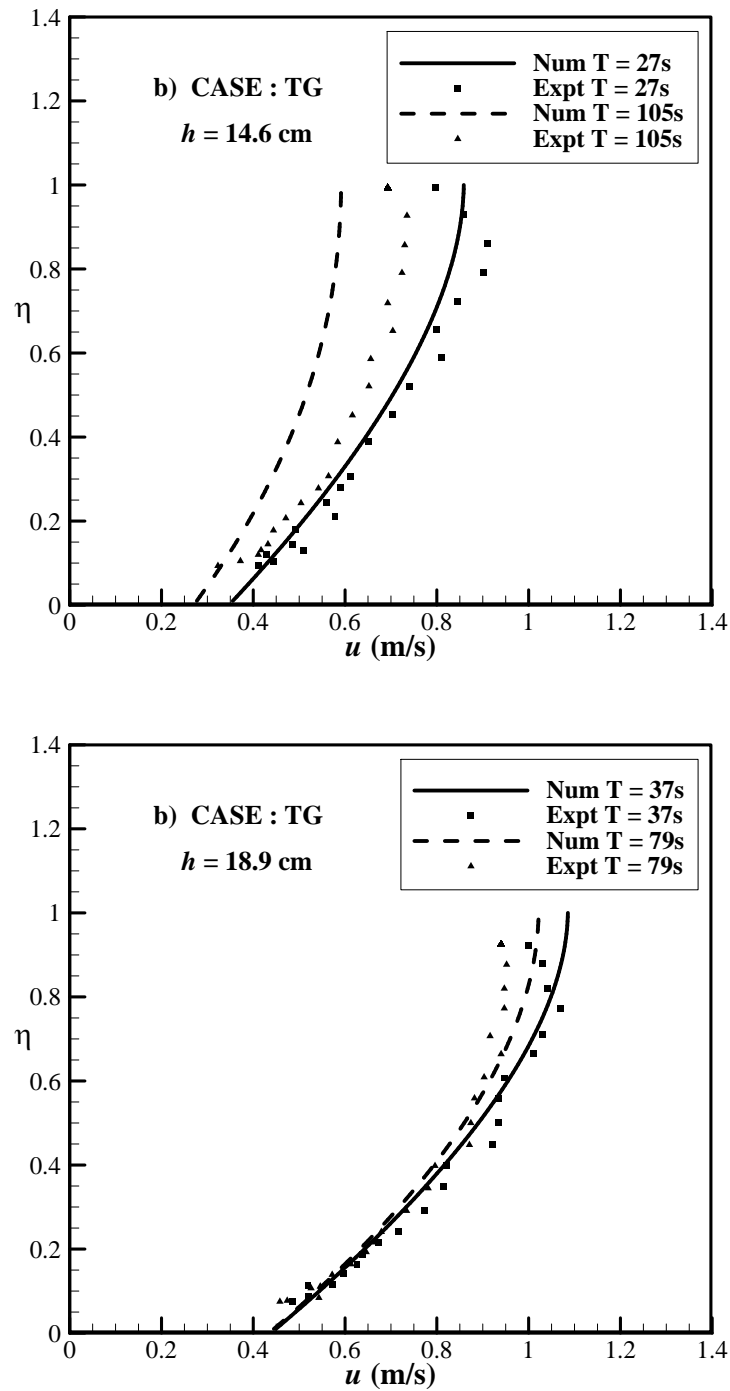 1.4
1.2
1
0.8
0.6
0.4
0.2
0
η
b) CASE : TG
h = 14.6 cm
Num T = 27s
Expt T = 27s
Num T = 105s
Expt T = 105s
0 0.2 0.4 0.6 0.8 1 1.2 1.4
u (m/s)
1.4
1.2
1
0.8
0.6
0.4
0.2
0
η
b) CASE : TG
h = 18.9 cm
Num T = 37s
Expt T = 37s
Num T = 79s
Expt T = 79s
0 0.2 0.4 0.6 0.8 1 1.2 1.4
u (m/s)